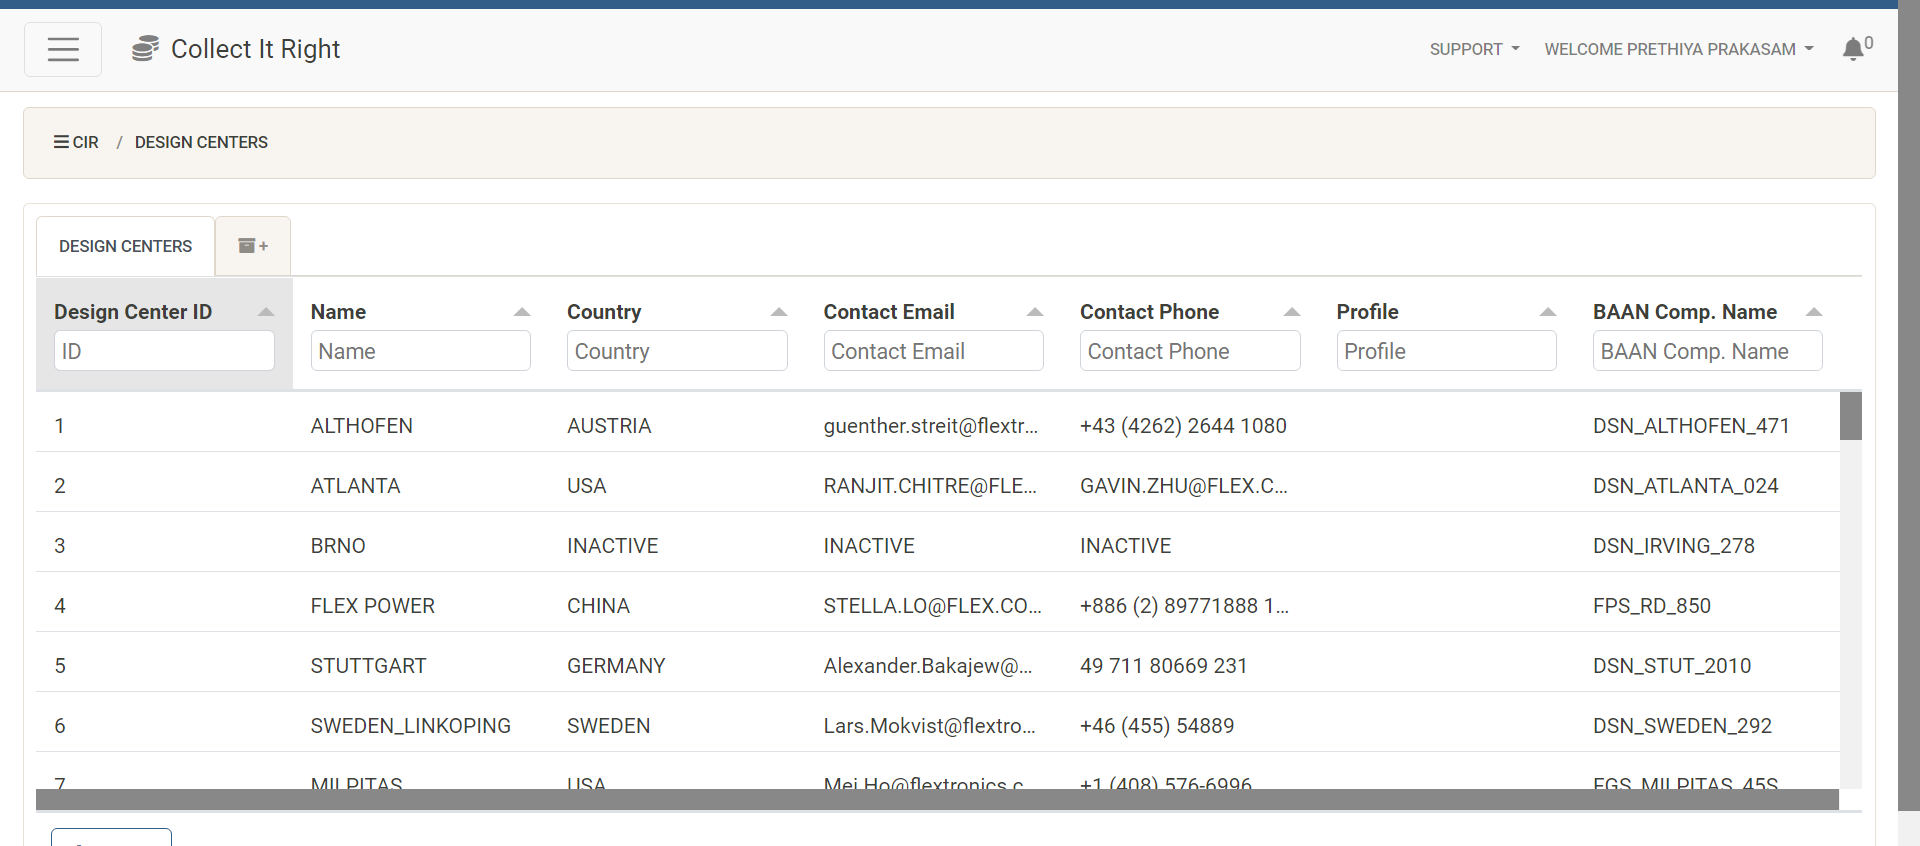 Collect It Right SUPPORT WELCOME PRETHIYA PRAKASAM 0
CIR / DESIGN CENTERS
DESIGN CENTERS +
Design Center ID Name Country Contact Email Contact Phone Profile BAAN Comp. Name
ID Name Country Contact Email Contact Phone Profile BAAN Comp. Name
1 ALTHOFEN AUSTRIA guenther.streit@flextr... +43 (4262) 2644 1080 DSN_ALTHOFEN_471
2 ATLANTA USA RANJIT.CHITRE@FLE... GAVIN.ZHU@FLEX.C... DSN_ATLANTA_024
3 BRNO INACTIVE INACTIVE INACTIVE DSN_IRVING_278
4 FLEX POWER CHINA STELLA.LO@FLEX.CO... +886 (2) 89771888 1... FPS_RD_850
5 STUTTGART GERMANY Alexander.Bakajew@... 49 711 80669 231 DSN_STUT_2010
6 SWEDEN_LINKOPING SWEDEN Lars.Mokvist@flextro... +46 (455) 54889 DSN_SWEDEN_292
7 MILPITAS USA Mei.Ho@flextronics.c... +1 (408) 576-6996 EGS_MILPITAS_45S